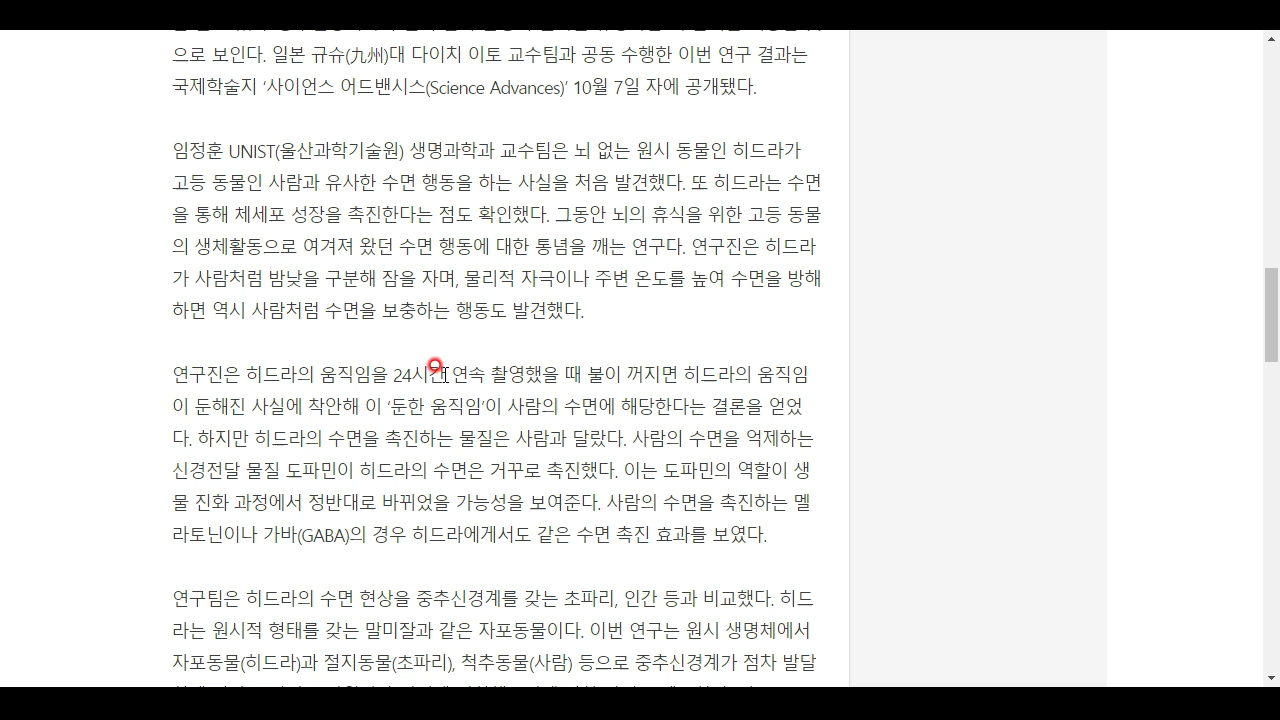 으로 보인다. 일본 규슈(九州)대 다이치 이토 교수팀과 공동 수행한 이번 연구 결과는
국제학술지 ‘사이언스 어드밴시스(Science Advances)’ 10월 7일 자에 공개됐다.
임정훈 UNIST(울산과학기술원) 생명과학과 교수팀은 뇌 없는 원시 동물인 히드라가
고등 동물인 사람과 유사한 수면 행동을 하는 사실을 처음 발견했다. 또 히드라는 수면
을 통해 체세포 성장을 촉진한다는 점도 확인했다. 그동안 뇌의 휴식을 위한 고등 동물
의 생체활동으로 여겨져 왔던 수면 행동에 대한 통념을 깨는 연구다. 연구진은 히드라
가 사람처럼 밤낮을 구분해 잠을 자며, 물리적 자극이나 주변 온도를 높여 수면을 방해
하면 역시 사람처럼 수면을 보충하는 행동도 발견했다.
연구진은 히드라의 움직임을 24시간 연속 촬영했을 때 불이 꺼지면 히드라의 움직임
이 둔해진 사실에 착안해 이 ‘둔한 움직임’이 사람의 수면에 해당한다는 결론을 얻었
다. 하지만 히드라의 수면을 촉진하는 물질은 사람과 달랐다. 사람의 수면을 억제하는
신경전달 물질 도파민이 히드라의 수면은 거꾸로 촉진했다. 이는 도파민의 역할이 생
물 진화 과정에서 정반대로 바뀌었을 가능성을 보여준다. 사람의 수면을 촉진하는 멜
라토닌이나 가바(GABA)의 경우 히드라에게서도 같은 수면 촉진 효과를 보였다.
연구팀은 히드라의 수면 현상을 중추신경계를 갖는 초파리, 인간 등과 비교했다. 히드
라는 원시적 형태를 갖는 말미잘과 같은 자포동물이다. 이번 연구는 원시 생명체에서
자포동물(히드라)과 절지동물(초파리), 척추동물(사람) 등으로 중추신경계가 점차 발달